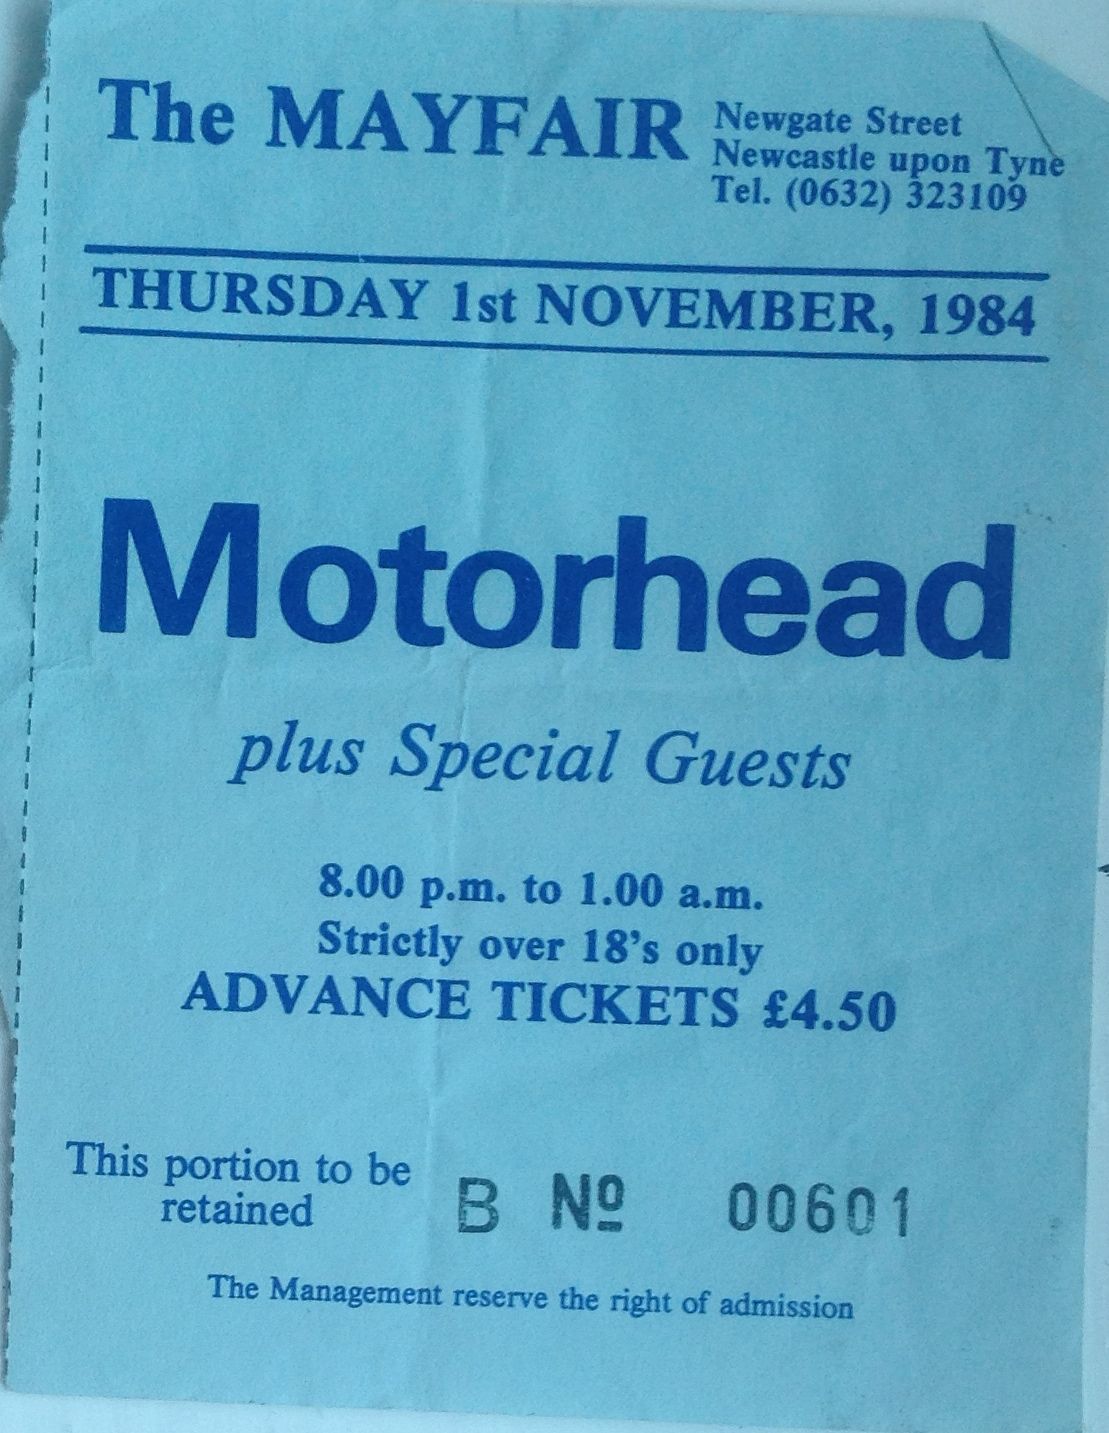 The MAYFAIR
Newgate Street
Newcastle upon Tyne
Tel. (0632) 323109
THURSDAY 1st NOVEMBER, 1984
Motorhead
plus Special Guests
8.00 p.m. to 1.00 a.m.
Strictly over 18's only
ADVANCE TICKETS £4.50
This portion to be
retained
B Nº 00601
The Management reserve the right of admission